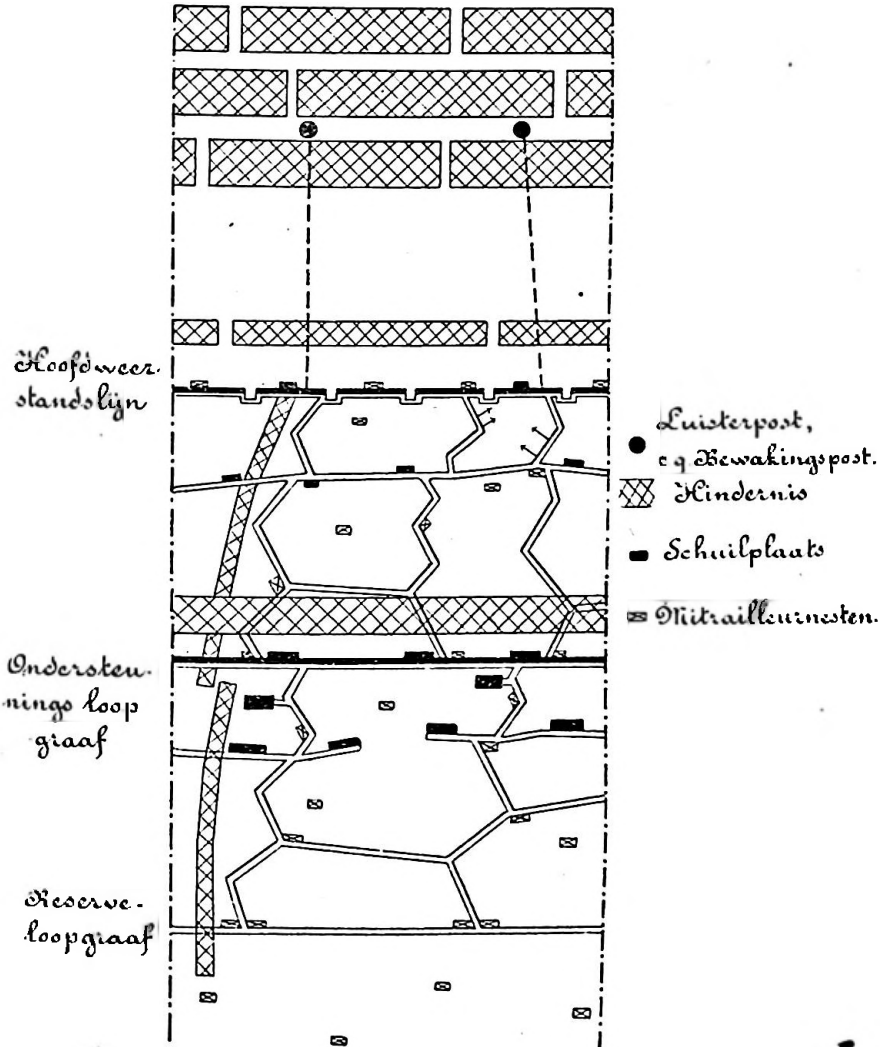 Hoofdweer-
standslijn
Luisterpost,
c q Bewakingspost.
Hindernis
Schuilplaats
Mitrailleurnesten.
Ondersteu-
nings loop
graaf
Reserve-
loopgraaf